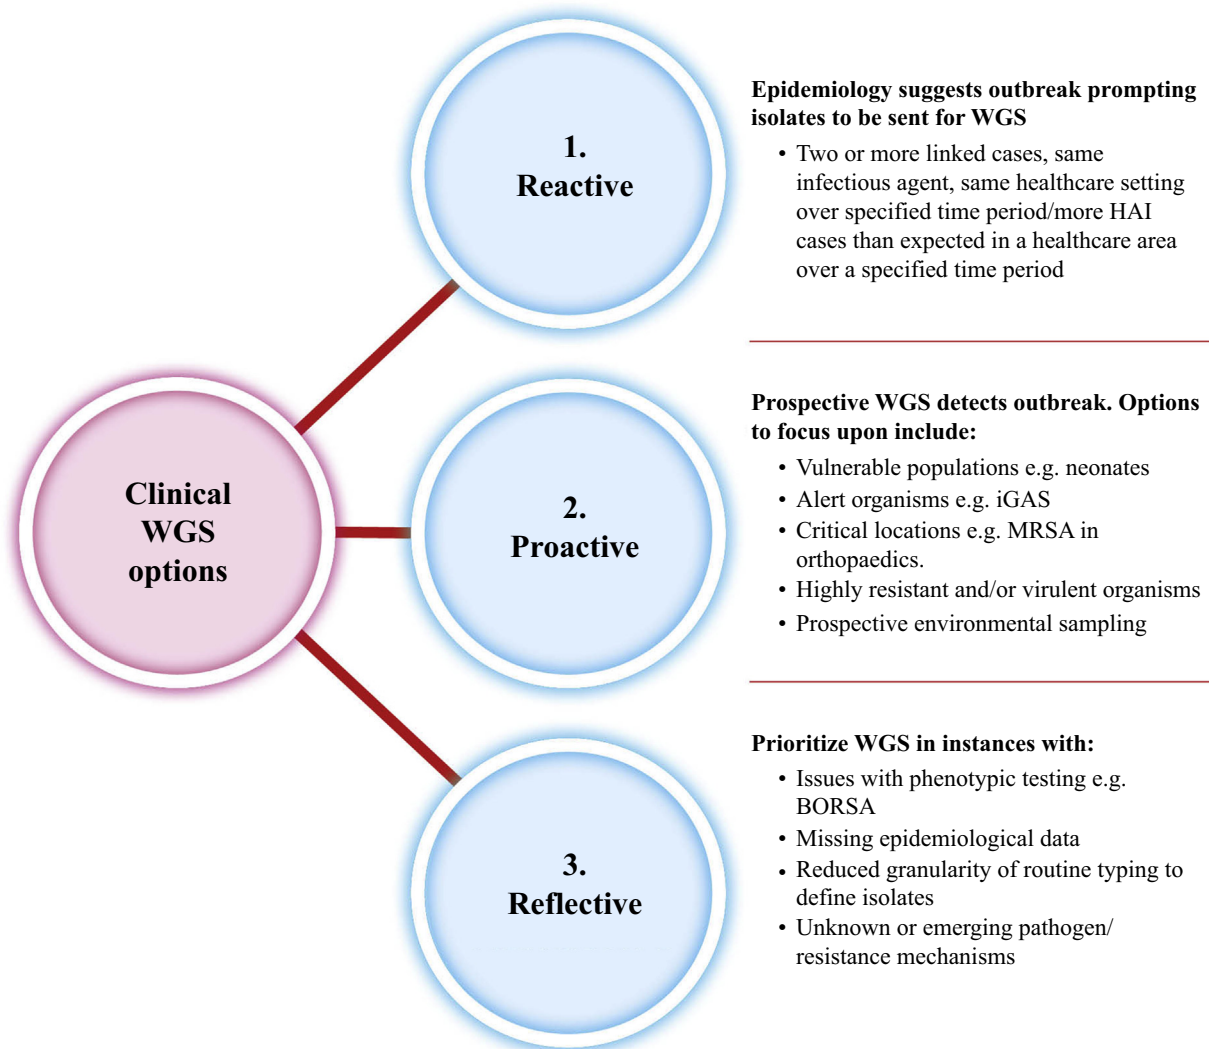 Clinical
WGS
options
1.
Reactive
Epidemiology suggests outbreak prompting
isolates to be sent for WGS
• Two or more linked cases, same
infectious agent, same healthcare setting
over specified time period/more HAI
cases than expected in a healthcare area
over a specified time period
2.
Proactive
Prospective WGS detects outbreak. Options
to focus upon include:
• Vulnerable populations e.g. neonates
• Alert organisms e.g. iGAS
• Critical locations e.g. MRSA in
orthopaedics.
• Highly resistant and/or virulent organisms
• Prospective environmental sampling
3.
Reflective
Prioritize WGS in instances with:
• Issues with phenotypic testing e.g.
BORSA
• Missing epidemiological data
• Reduced granularity of routine typing to
define isolates
• Unknown or emerging pathogen/
resistance mechanisms